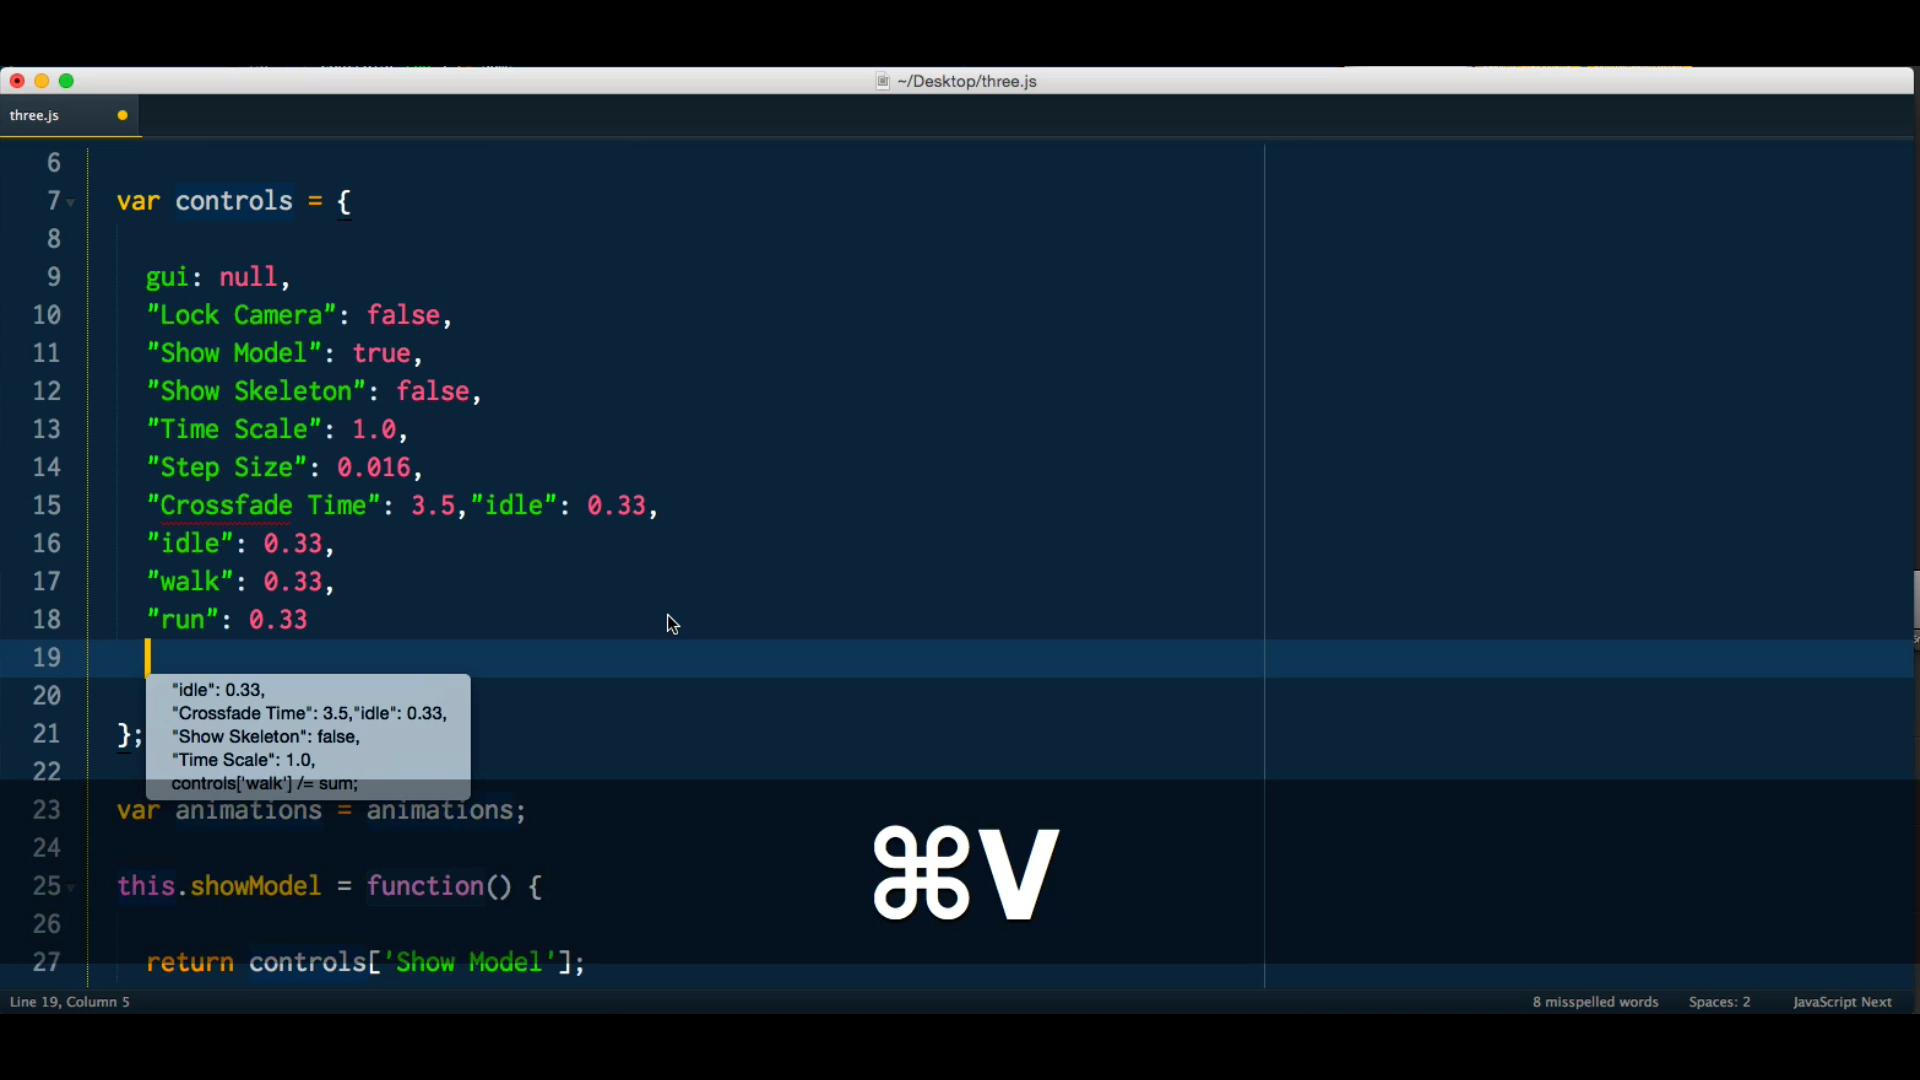 ~/Desktop/three.js
three.js
6
7 var controls = {
8
9 gui: null,
10 "Lock Camera": false,
11 "Show Model": true,
12 "Show Skeleton": false,
13 "Time Scale": 1.0,
14 "Step Size": 0.016,
15 "Crossfade Time": 3.5,"idle": 0.33,
16 "idle": 0.33,
17 "walk": 0.33,
18 "run": 0.33
19
"idle": 0.33,
20
"Crossfade Time": 3.5,"idle": 0.33,
21 };
"Show Skeleton": false,
"Time Scale": 1.0,
22
controls['walk'] /= sum;
23 var animations = animations;
24
⌘V
25 this.showModel = function() {
26
27 return controls['Show Model'];
Line 19, Column 5
8 misspelled words
Spaces: 2
JavaScript Next